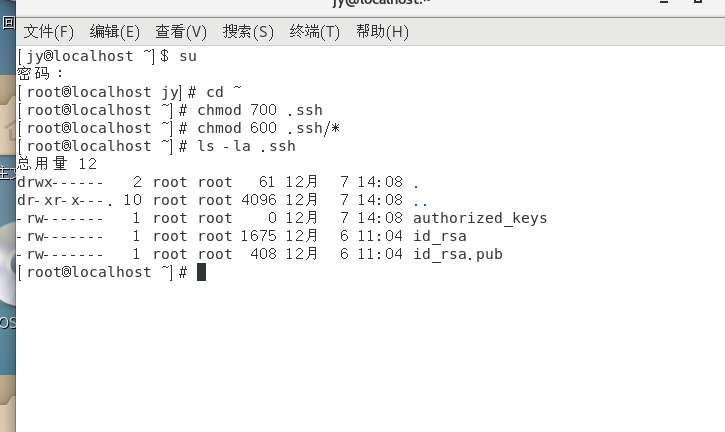 jy@localhost:~
文件(F) 编辑(E) 查看(V) 搜索(S) 终端(T) 帮助(H)
[jy@localhost ~]$ su
密码：
[root@localhost jy]# cd ~
[root@localhost ~]# chmod 700 .ssh
[root@localhost ~]# chmod 600 .ssh/*
[root@localhost ~]# ls -la .ssh
总用量 12
drwx------ 2 root root 61 12月 7 14:08 .
dr-xr-x---. 10 root root 4096 12月 7 14:08 ..
-rw------- 1 root root 0 12月 7 14:08 authorized_keys
-rw------- 1 root root 1675 12月 6 11:04 id_rsa
-rw------- 1 root root 408 12月 6 11:04 id_rsa.pub
[root@localhost ~]#
回
主
OS